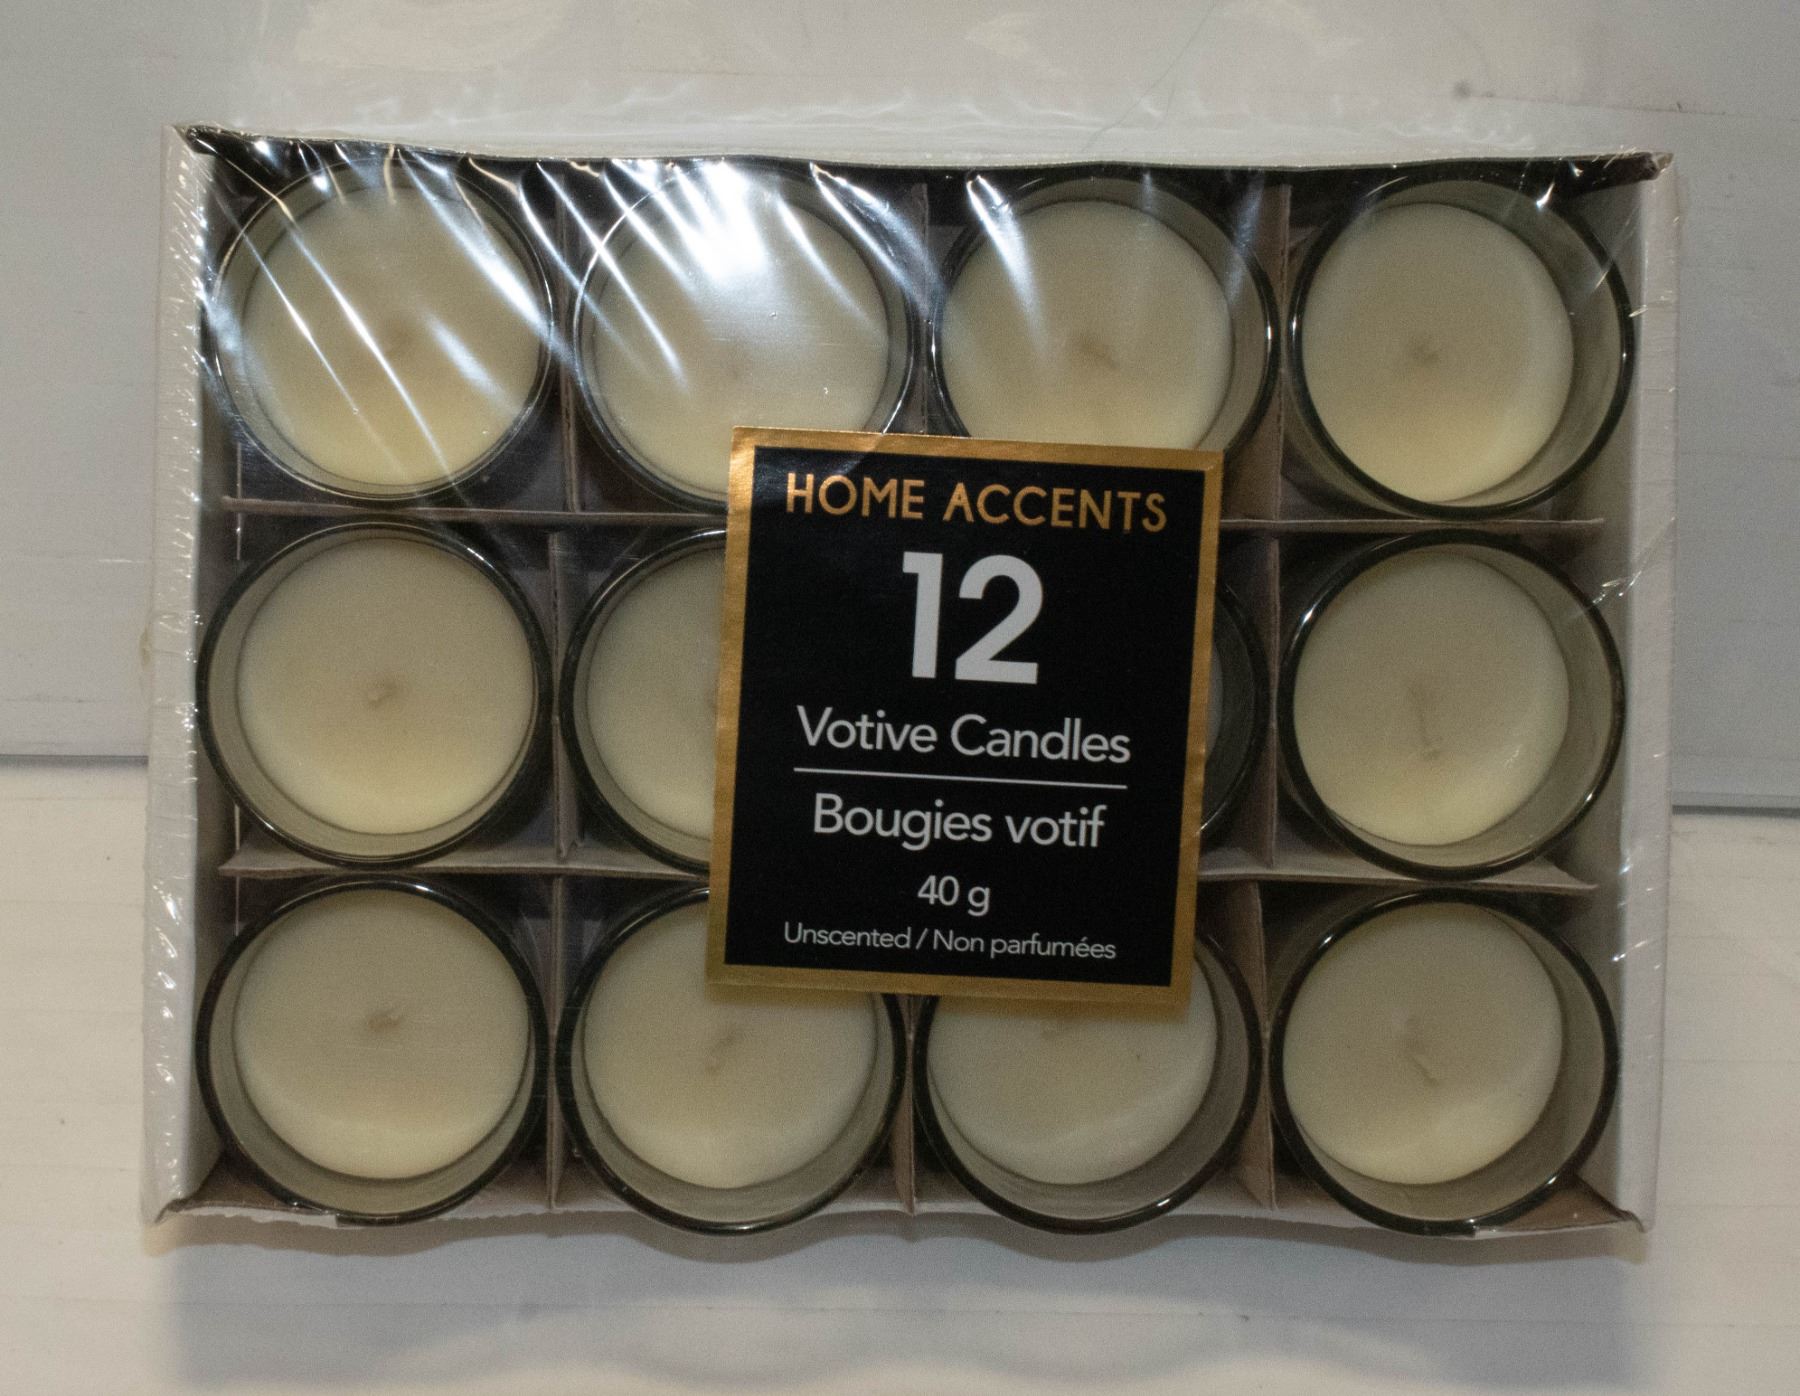 HOME ACCENTS
12
Votive Candles
Bougies votif
40 g
Unscented / Non parfumées